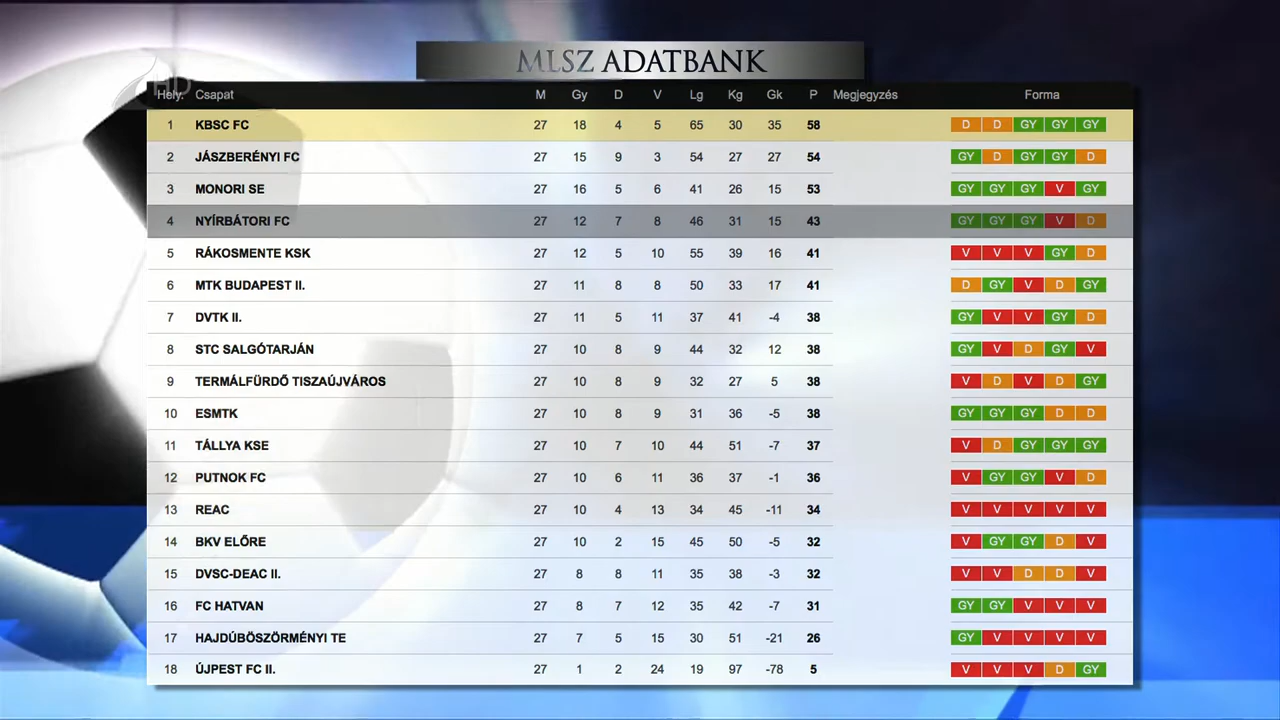 MLSZ ADATBANK
HD
Hely. Csapat M Gy D V Lg Kg Gk P Megjegyzés Forma
1 KBSC FC 27 18 4 5 65 30 35 58 D D GY GY GY
2 JÁSZBERÉNYI FC 27 15 9 3 54 27 27 54 GY D GY GY D
3 MONORI SE 27 16 5 6 41 26 15 53 GY GY GY V GY
4 NYÍRBÁTORI FC 27 12 7 8 46 31 15 43 GY GY GY V D
5 RÁKOSMENTE KSK 27 12 5 10 55 39 16 41 V V V GY D
6 MTK BUDAPEST II. 27 11 8 8 50 33 17 41 D GY V D GY
7 DVTK II. 27 11 5 11 37 41 -4 38 GY V V GY D
8 STC SALGÓTARJÁN 27 10 8 9 44 32 12 38 GY V D GY V
9 TERMÁLFÜRDŐ TISZAÚJVÁROS 27 10 8 9 32 27 5 38 V D V D GY
10 ESMTK 27 10 8 9 31 36 -5 38 GY GY GY D D
11 TÁLLYA KSE 27 10 7 10 44 51 -7 37 V D GY GY GY
12 PUTNOK FC 27 10 6 11 36 37 -1 36 V GY GY V D
13 REAC 27 10 4 13 34 45 -11 34 V V V V V
14 BKV ELŐRE 27 10 2 15 45 50 -5 32 V GY GY D V
15 DVSC-DEAC II. 27 8 8 11 35 38 -3 32 V V D D V
16 FC HATVAN 27 8 7 12 35 42 -7 31 GY GY V V V
17 HAJDÚBÖSZÖRMÉNYI TE 27 7 5 15 30 51 -21 26 GY V V V V
18 ÚJPEST FC II. 27 1 2 24 19 97 -78 5 V V V D GY